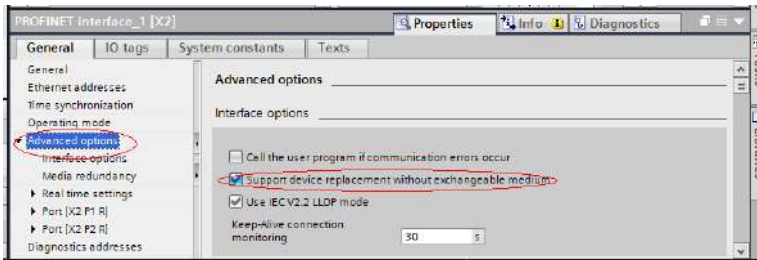 PROFINET interface_1 [X2]
Properties
Info
Diagnostics
General
IO tags
System constants
Texts
General
Ethernet addresses
Time synchronization
Operating mode
Advanced options
Interface options
Media redundancy
Real time settings
Port [X2 P1 R]
Port [X2 P2 R]
Diagnostics addresses
Advanced options
Interface options
Call the user program if communication errors occur
Support device replacement without exchangeable medium
Use IEC V2.2 LLDP mode
Keep-Alive connection
monitoring
30
s